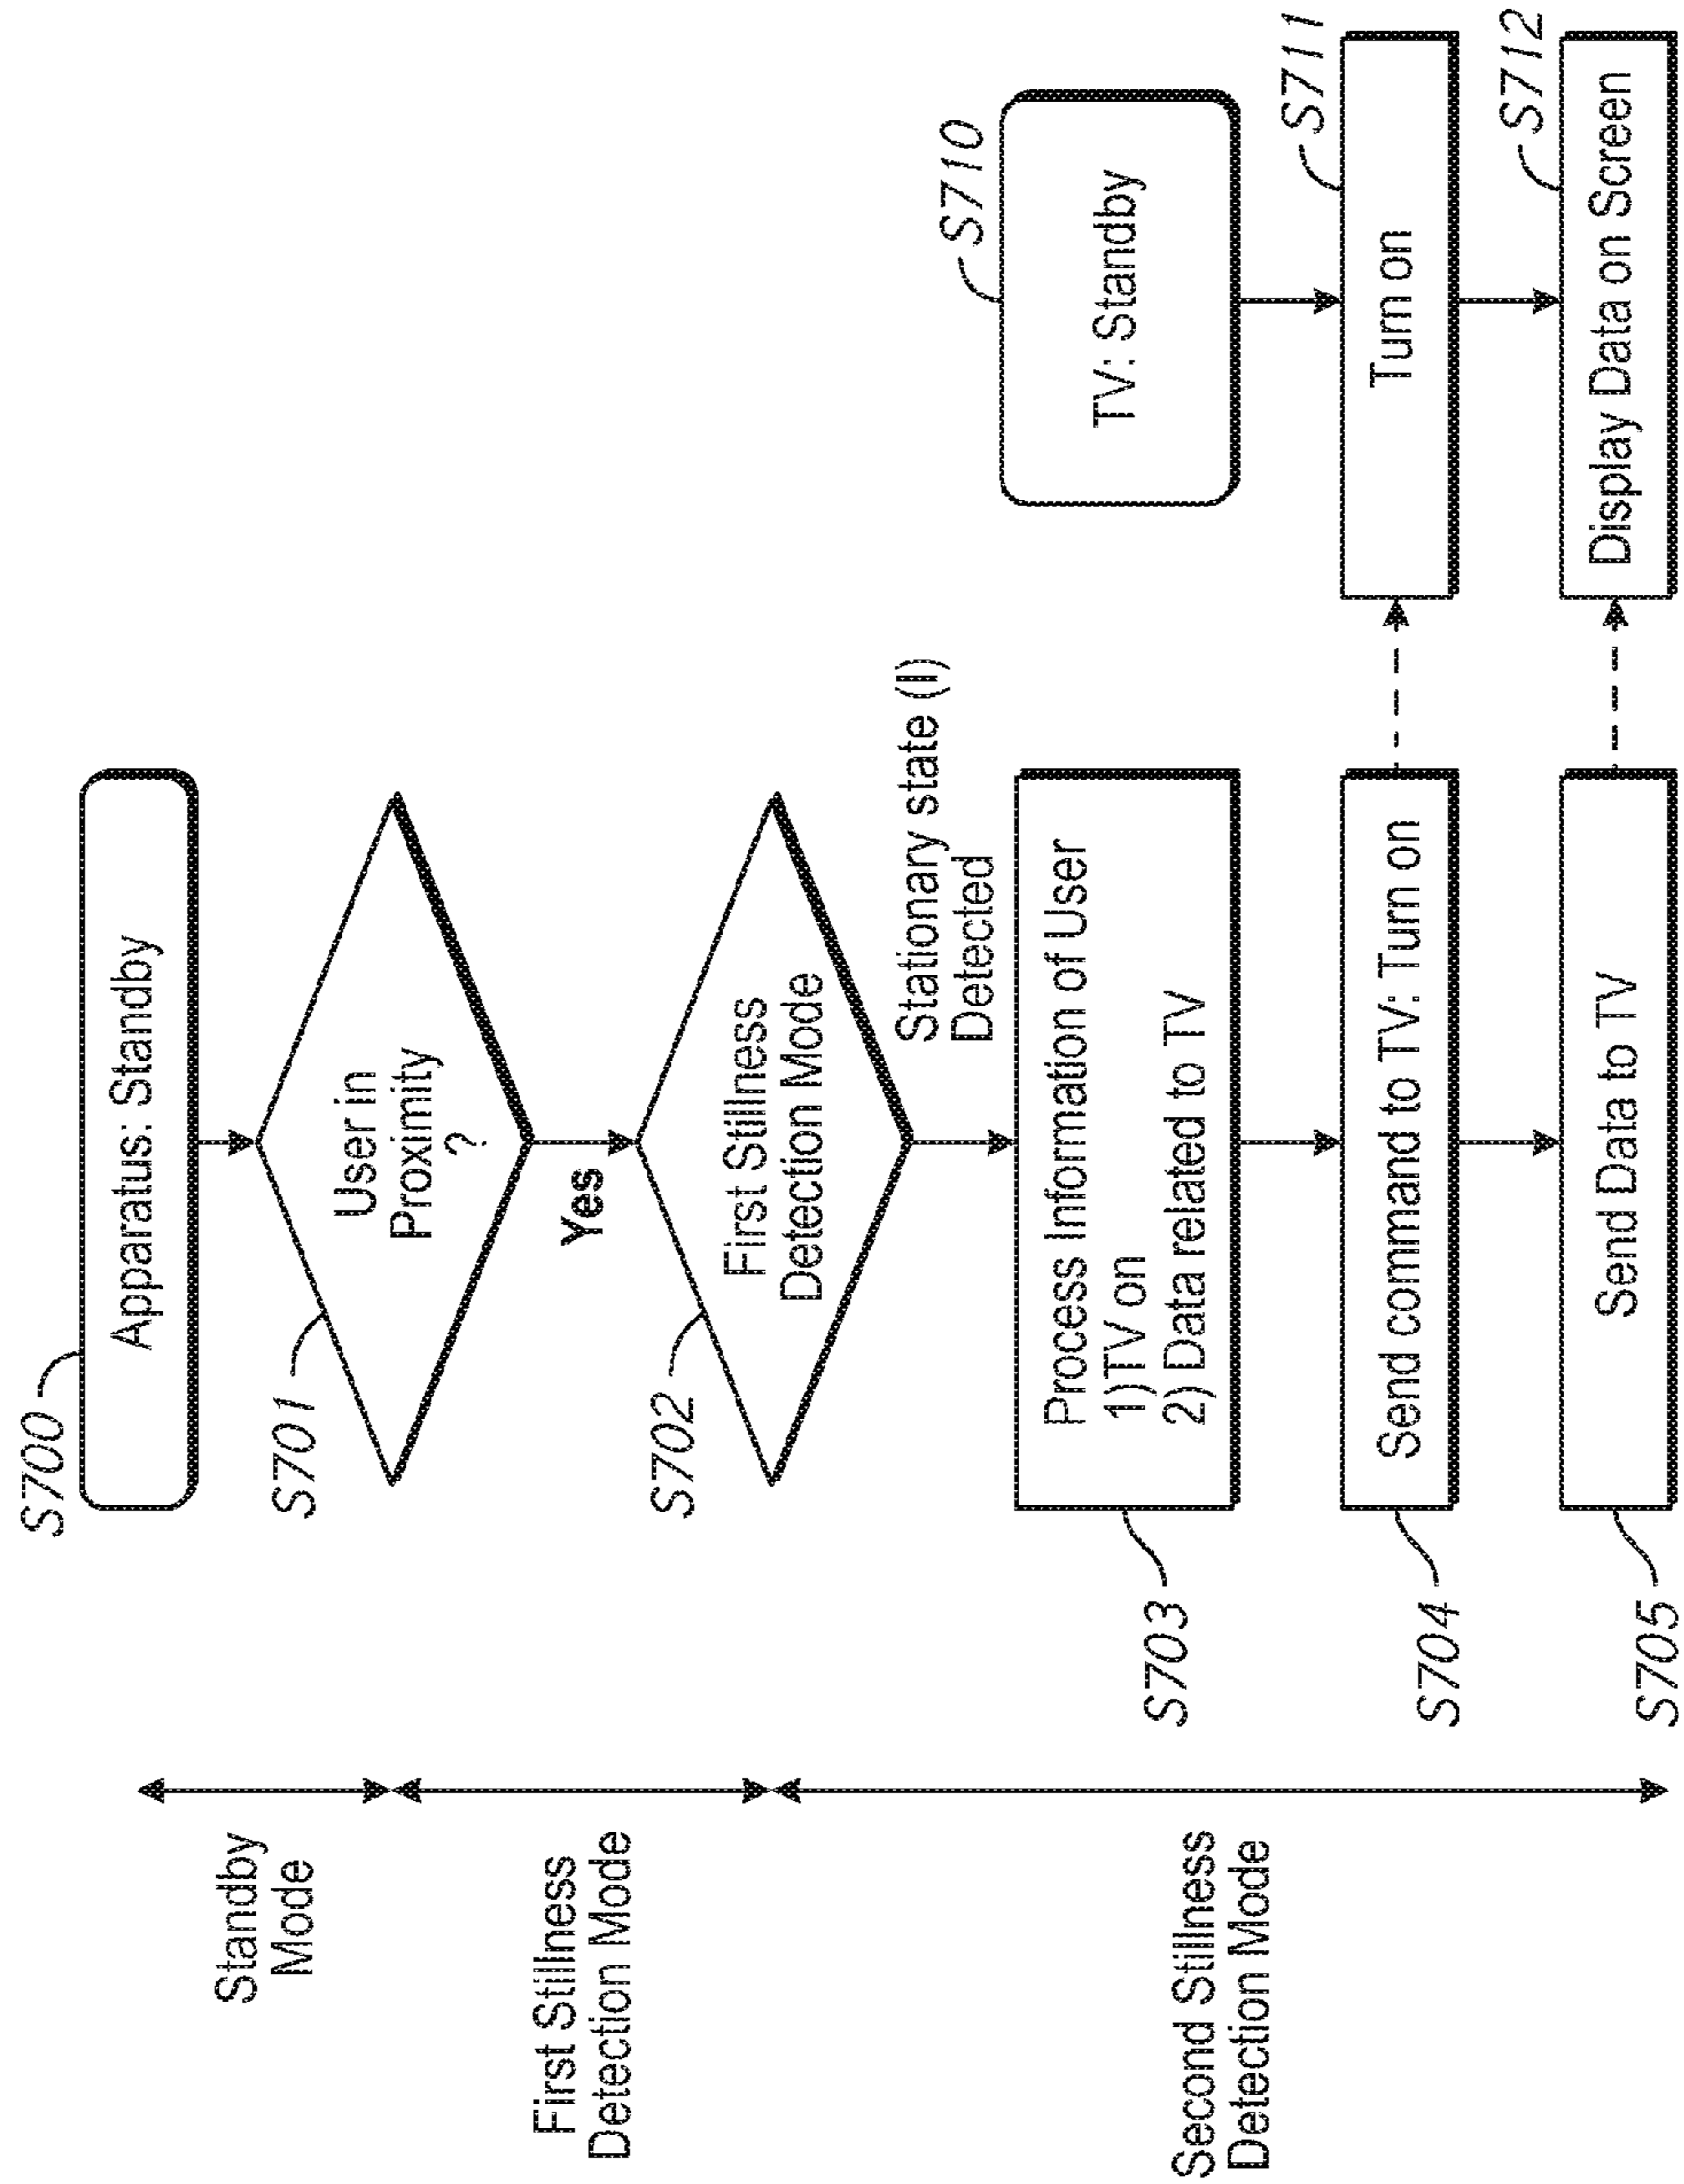 S700
Apparatus: Standby
Standby
Mode
S701
User in
Proximity
?
Yes
First Stillness
Detection Mode
S702
First Stillness
Detection Mode
Stationary state (I)
Detected
Second Stillness
Detection Mode
S703
Process Information of User
1)TV on
2) Data related to TV
S710
TV: Standby
S704
Send command to TV: Turn on
S711
Turn on
S705
Send Data to TV
S712
Display Data on Screen